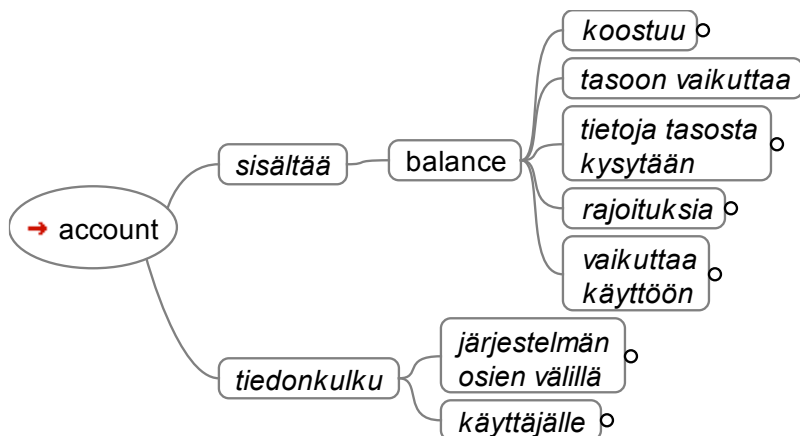 koostuu
tasoon vaikuttaa
tietoja tasosta
kysytään
rajoituksia
vaikuttaa
käyttöön
sisältää
balance
account
järjestelmän
osien välillä
tiedonkulku
käyttäjälle